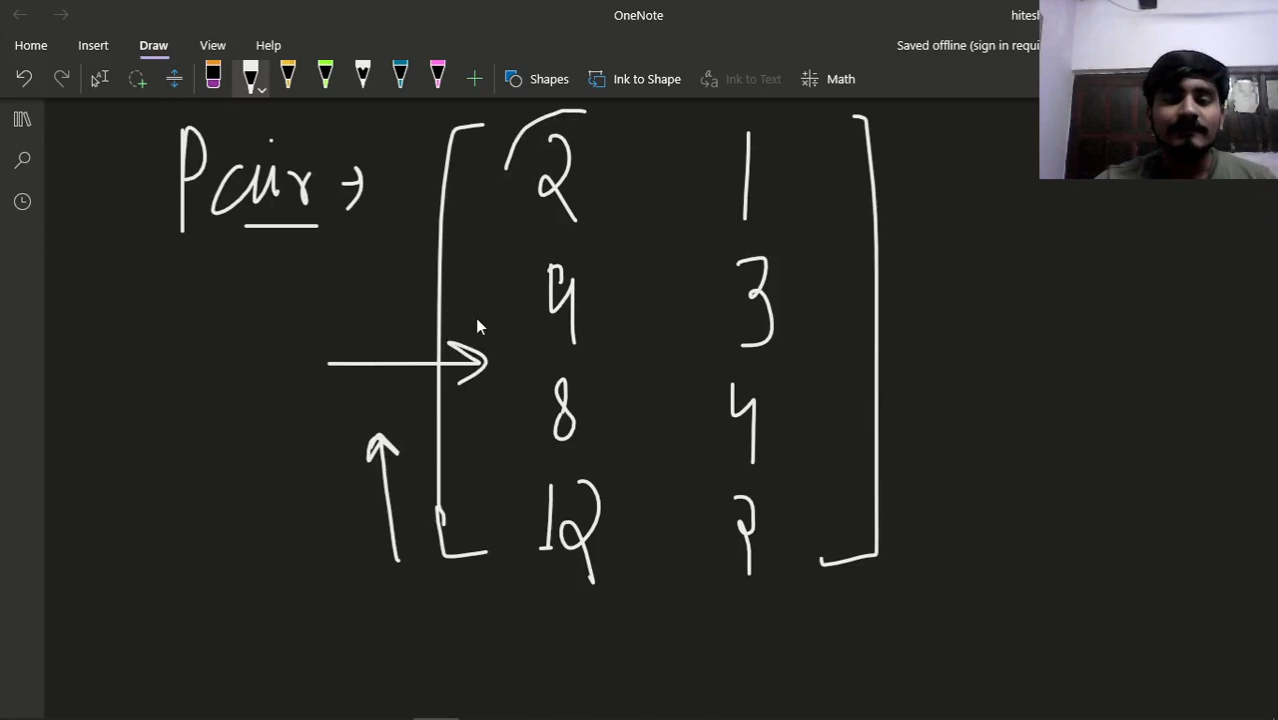 OneNote
hitesh
Home Insert Draw View Help
Saved offline (sign in requi
Shapes Ink to Shape Ink to Text Math
Pair → 2 1
4 3
8 4
12